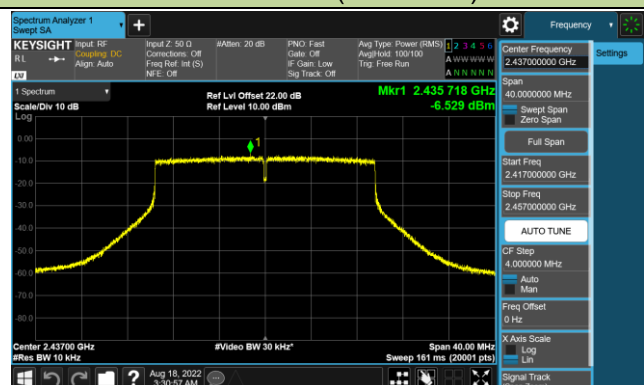 Spectrum Analyzer 1
Swept SA
Frequency
KEYSIGHT
Input: RF
Input Z: 50 Ω
#Atten: 20 dB
PNO: Fast
Avg Type: Power (RMS)
1 2 3 4 5 6
RL
Coupling: DC
Corrections: Off
Gate: Off
Avg|Hold: 100/100
A W W W W W
Align: Auto
Freq Ref: Int (S)
IF Gain: Low
Trig: Free Run
NFE: Off
Sig Track: Off
A N N N N N
LXI
Center Frequency
2.437000000 GHz
Settings
1 Spectrum
Scale/Div 10 dB
Log
Ref Lvl Offset 22.00 dB
Ref Level 10.00 dBm
Mkr1 2.435 718 GHz
-6.529 dBm
Span
40.0000000 MHz
Swept Span
Zero Span
Full Span
Start Freq
2.417000000 GHz
Stop Freq
2.457000000 GHz
AUTO TUNE
CF Step
4.000000 MHz
Auto
Man
Freq Offset
0 Hz
X Axis Scale
Log
Lin
Signal Track
1
0.00
-10.0
-20.0
-30.0
-40.0
-50.0
-60.0
-70.0
-80.0
Center 2.43700 GHz
#Video BW 30 kHz*
Span 40.00 MHz
#Res BW 10 kHz
Sweep 161 ms (20001 pts)
?
Aug 18, 2022
3:30:57 AM